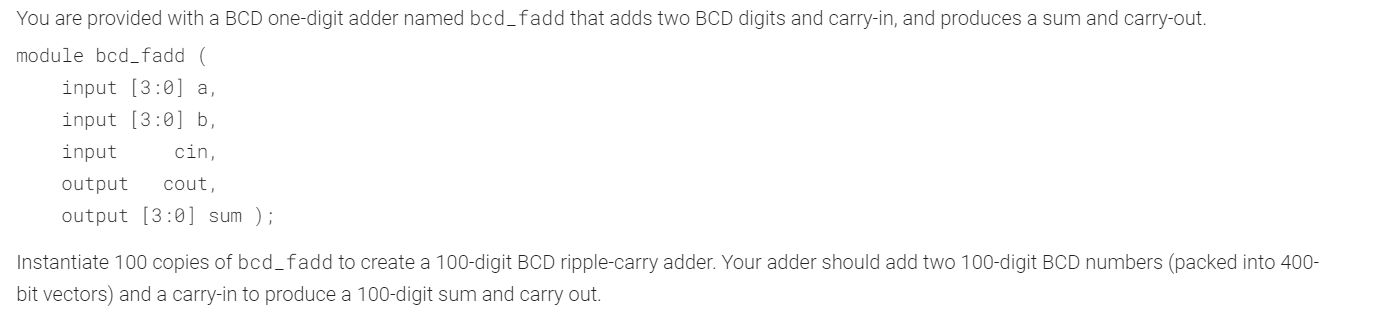 You are provided with a BCD one-digit adder named bcd_fadd that adds two BCD digits and carry-in, and produces a sum and carry-out.
module bcd_fadd (
    input [3:0] a,
    input [3:0] b,
    input     cin,
    output   cout,
    output [3:0] sum );
Instantiate 100 copies of bcd_fadd to create a 100-digit BCD ripple-carry adder. Your adder should add two 100-digit BCD numbers (packed into 400-
bit vectors) and a carry-in to produce a 100-digit sum and carry out.